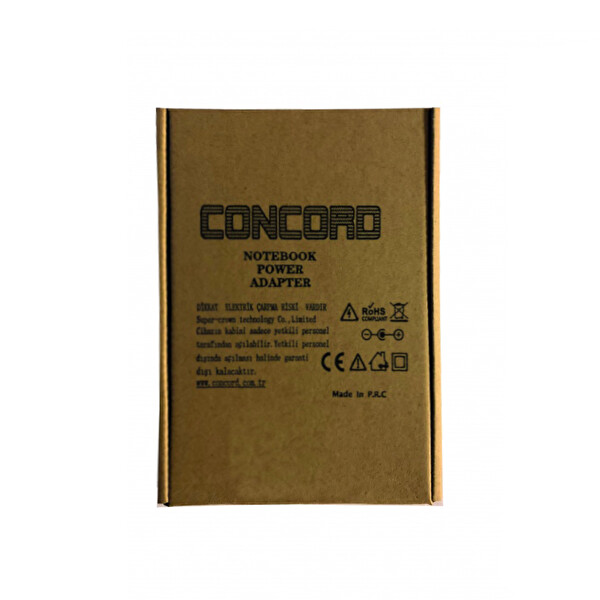 CONCORD
NOTEBOOK
POWER
ADAPTER
DİKKAT ELEKTRİK ÇARPMA RİSKİ VARDIR
Super-crown technology Co.,Limited
Cihazın kabini sadece yetkili personel
tarafından açılabilir.Yetkili personel
dışında açılması halinde garanti
dışı kalacaktır.
www.concord.com.tr
RoHS
COMPLIANT
CE
Made in P.R.C